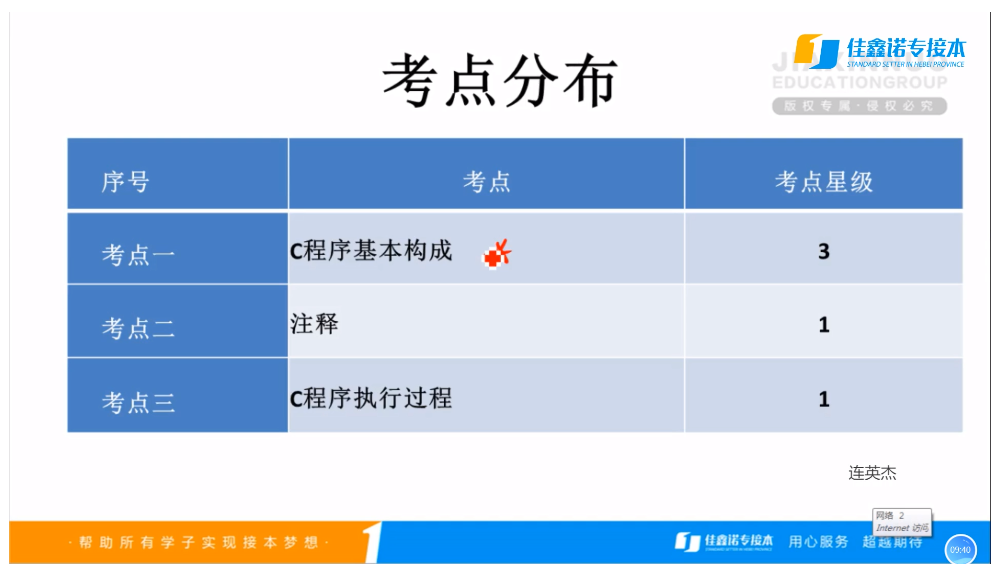 佳鑫诺专接本
STANDARD SETTER IN HEBEI PROVINCE
考点分布
EDUCATIONGROUP
版权专属·侵权必究
序号 考点 考点星级
考点一 C程序基本构成 3
考点二 注释 1
考点三 C程序执行过程 1
连英杰
网络 2
Internet 访问
·帮助所有学子实现接本梦想·
佳鑫诺专接本 用心服务 超越期待
09:40